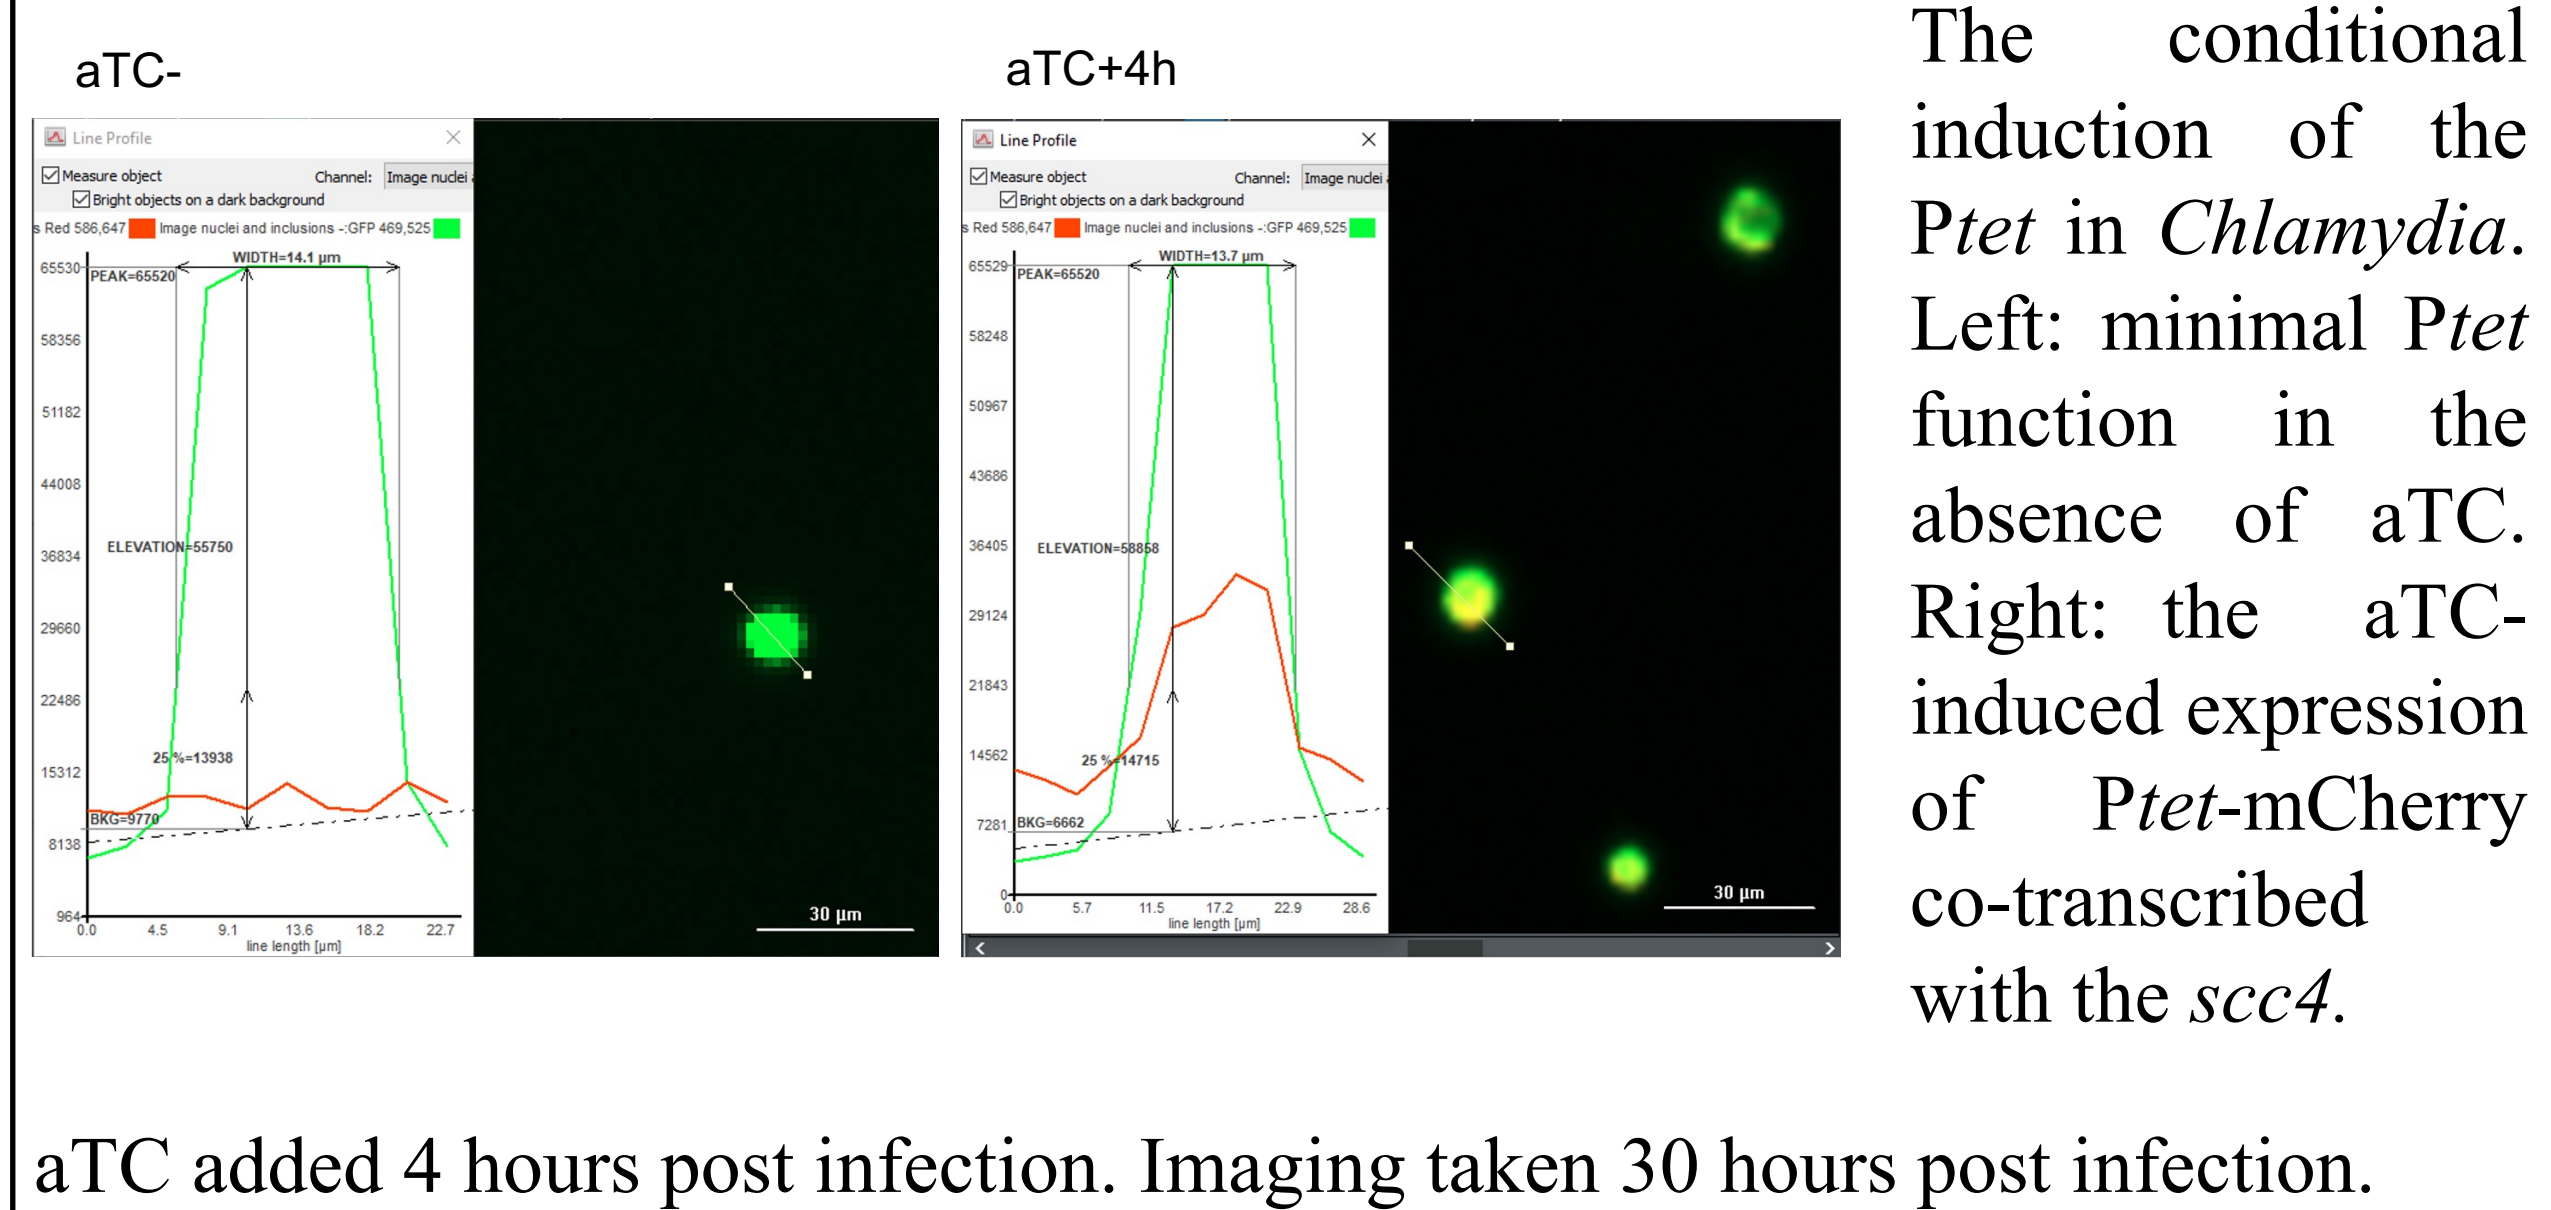 aTC-
Line Profile
Measure object Channel: Image nuclei
Bright objects on a dark background
s Red 586,647 Image nuclei and inclusions -:GFP 469,525
WIDTH=14.1 µm
65530
PEAK=65520
58356
51182
44008
36834
ELEVATION=55750
29660
22486
25 %=13938
15312
BKG=9770
8138
964
0.0 4.5 9.1 13.6 18.2 22.7
line length [µm]
30 µm
aTC+4h
Line Profile
Measure object Channel: Image nuclei
Bright objects on a dark background
s Red 586,647 Image nuclei and inclusions -:GFP 469,525
WIDTH=13.7 µm
65529
PEAK=65520
58248
50967
43686
36405
ELEVATION=58858
29124
21843
14562
25 %=14715
7281
BKG=6662
0
0.0 5.7 11.5 17.2 22.9 28.6
line length [µm]
30 µm
The conditional
induction of the
Ptet in Chlamydia.
Left: minimal Ptet
function in the
absence of aTC.
Right: the aTC-
induced expression
of Ptet-mCherry
co-transcribed
with the scc4.
aTC added 4 hours post infection. Imaging taken 30 hours post infection.